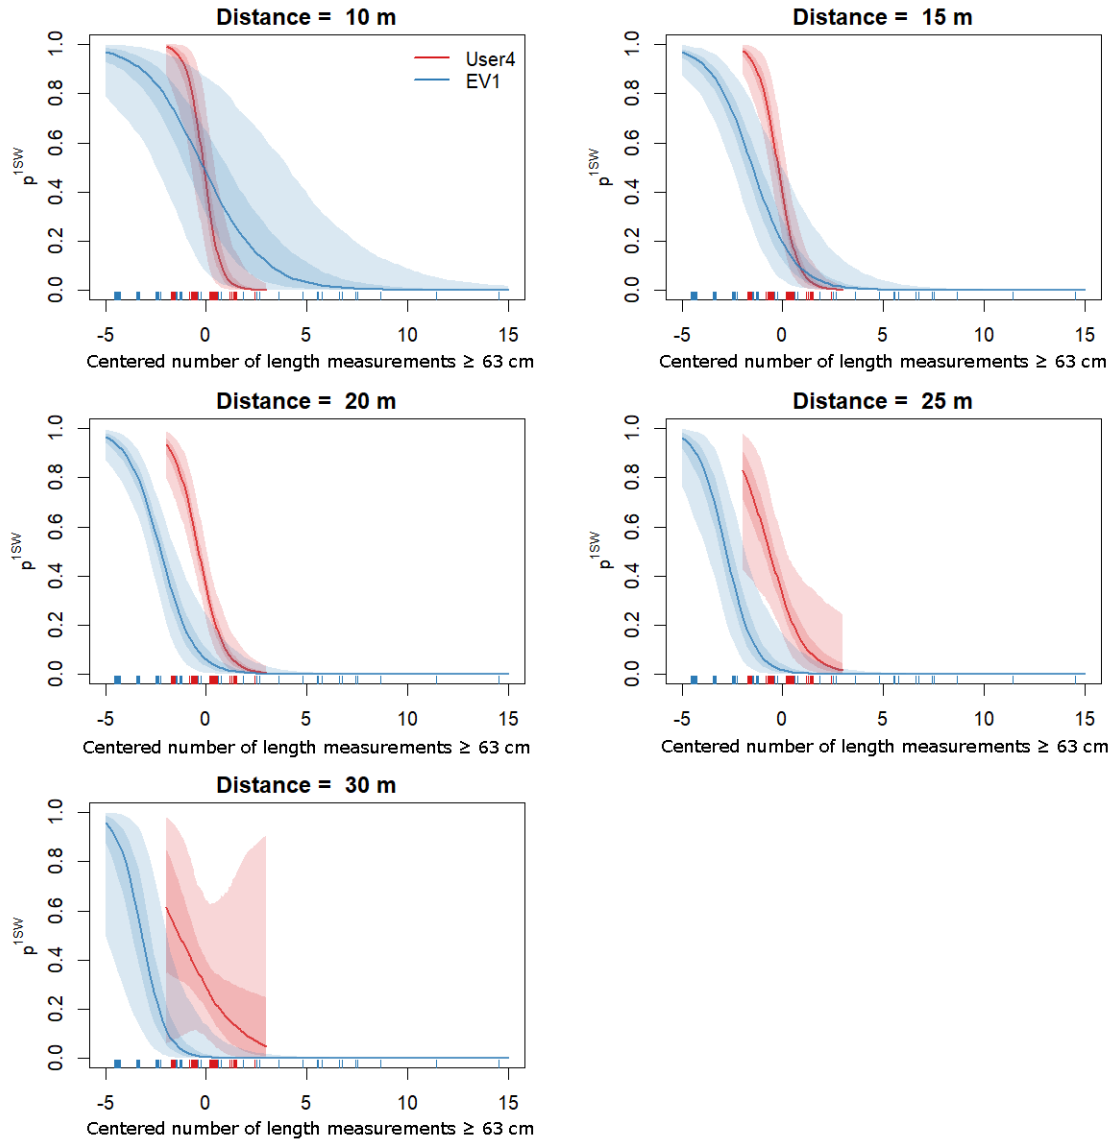 Distance = 10 m
1.0
0.8
0.6
0.4
0.2
0.0
p1SW
User4
EV1
-5 0 5 10 15
Centered number of length measurements ≥ 63 cm
Distance = 15 m
1.0
0.8
0.6
0.4
0.2
0.0
p1SW
-5 0 5 10 15
Centered number of length measurements ≥ 63 cm
Distance = 20 m
1.0
0.8
0.6
0.4
0.2
0.0
p1SW
-5 0 5 10 15
Centered number of length measurements ≥ 63 cm
Distance = 25 m
1.0
0.8
0.6
0.4
0.2
0.0
p1SW
-5 0 5 10 15
Centered number of length measurements ≥ 63 cm
Distance = 30 m
1.0
0.8
0.6
0.4
0.2
0.0
p1SW
-5 0 5 10 15
Centered number of length measurements ≥ 63 cm